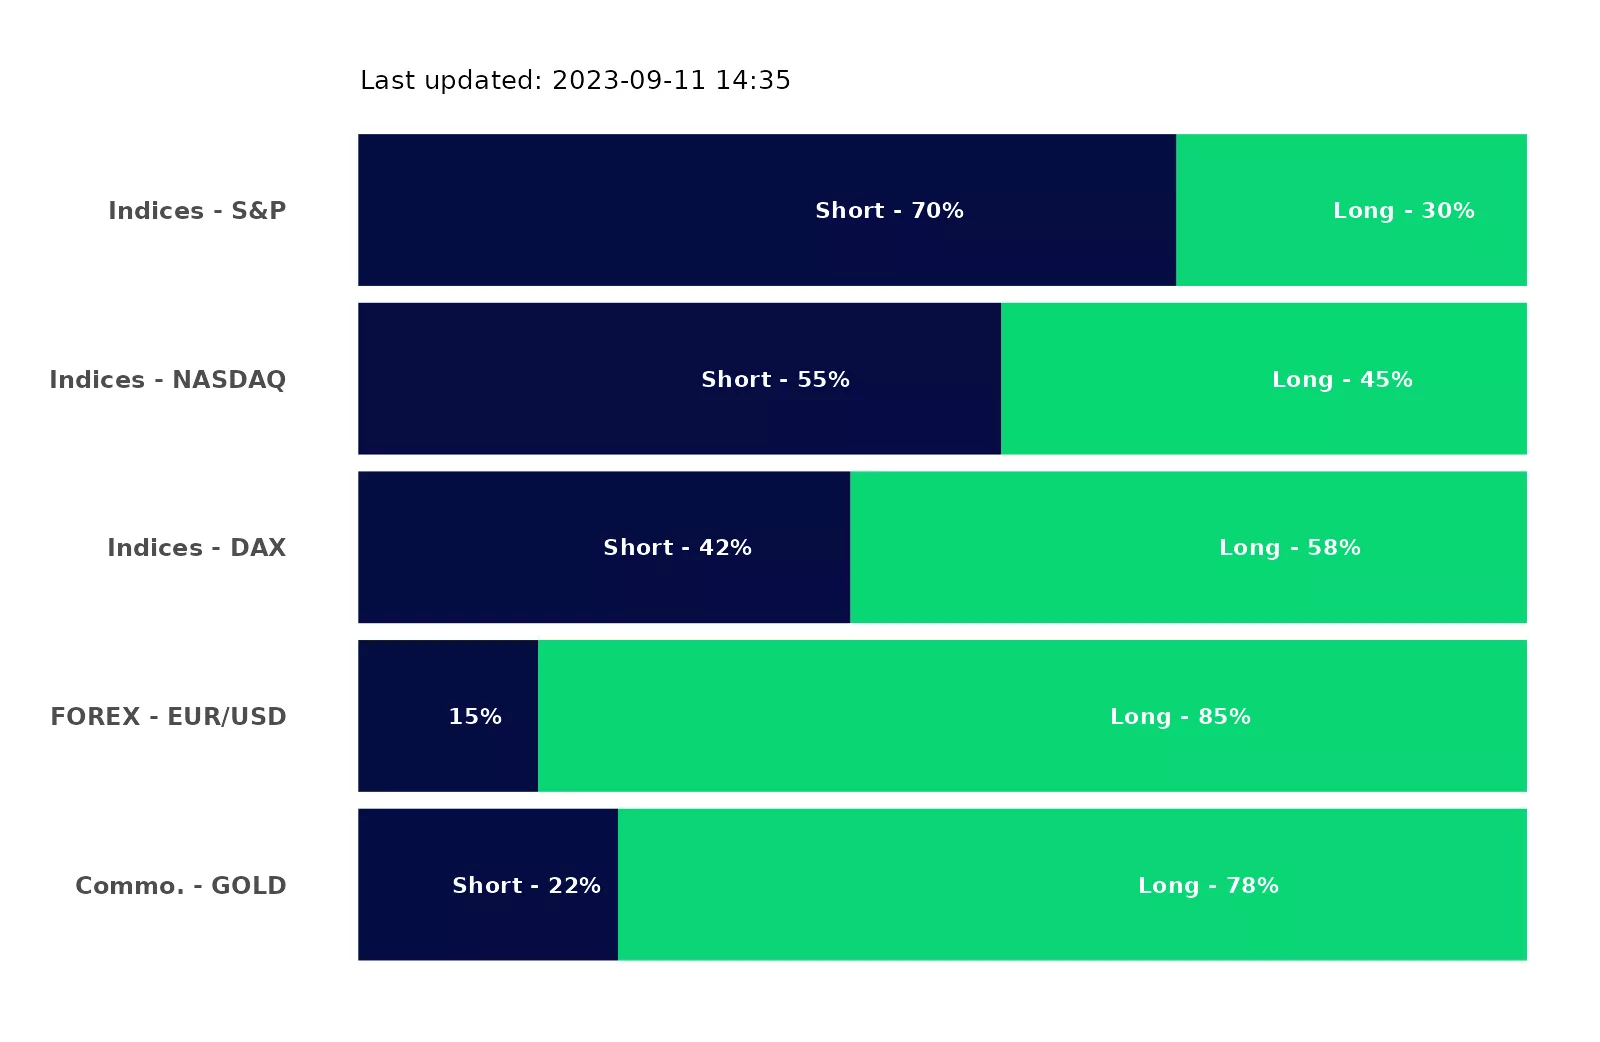 Last updated: 2023-09-11 14:35
Indices - S&P Short - 70% Long - 30%
Indices - NASDAQ Short - 55% Long - 45%
Indices - DAX Short - 42% Long - 58%
FOREX - EUR/USD 15% Long - 85%
Commo. - GOLD Short - 22% Long - 78%